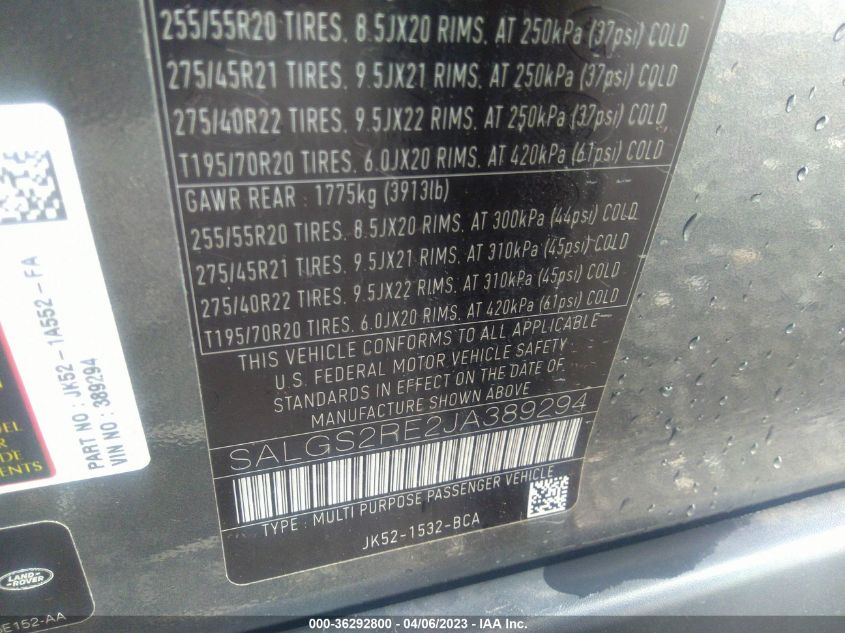 255/55R20 TIRES. 8.5JX20 RIMS. AT 250kPa (37psi) COLD
275/45R21 TIRES. 9.5JX21 RIMS. AT 250kPa (37psi) COLD
275/40R22 TIRES. 9.5JX22 RIMS. AT 250kPa (37psi) COLD
T195/70R20 TIRES. 6.0JX20 RIMS. AT 420kPa (61psi) COLD
GAWR REAR : 1775kg (3913lb)
255/55R20 TIRES. 8.5JX20 RIMS. AT 300kPa (44psi) COLD
275/45R21 TIRES. 9.5JX21 RIMS. AT 310kPa (45psi) COLD
275/40R22 TIRES. 9.5JX22 RIMS. AT 310kPa (45psi) COLD
T195/70R20 TIRES. 6.0JX20 RIMS. AT 420kPa (61psi) COLD
THIS VEHICLE CONFORMS TO ALL APPLICABLE
U.S. FEDERAL MOTOR VEHICLE SAFETY
STANDARDS IN EFFECT ON THE DATE OF
MANUFACTURE SHOWN ABOVE
SALGS2RE2JA389294
TYPE : MULTI PURPOSE PASSENGER VEHICLE
JK52-1532-BCA
PART NO : JK52-1A552-FA
VIN NO : 389294
LAND
ROVER
E152-AA
000-36292800 - 04/06/2023 - IAA Inc.